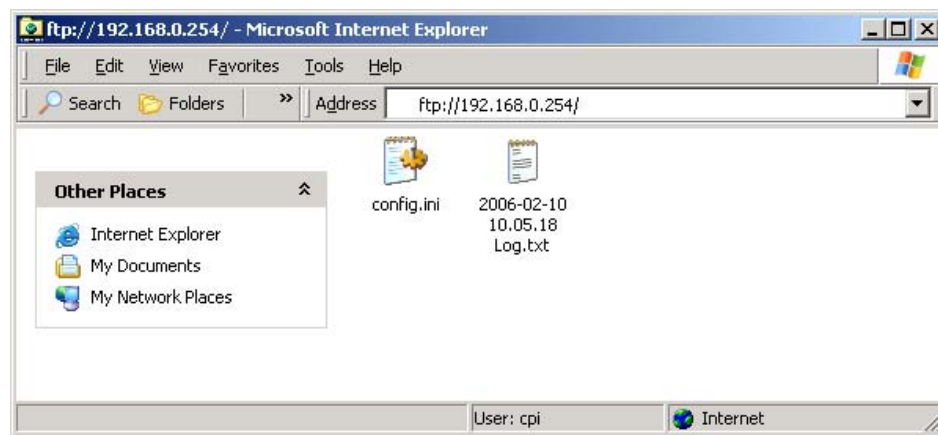 ftp://192.168.0.254/ - Microsoft Internet Explorer
File Edit View Favorites Tools Help
Search Folders » Address ftp://192.168.0.254/
Other Places
Internet Explorer
My Documents
My Network Places
config.ini
2006-02-10
10.05.18
Log.txt
User: cpi Internet